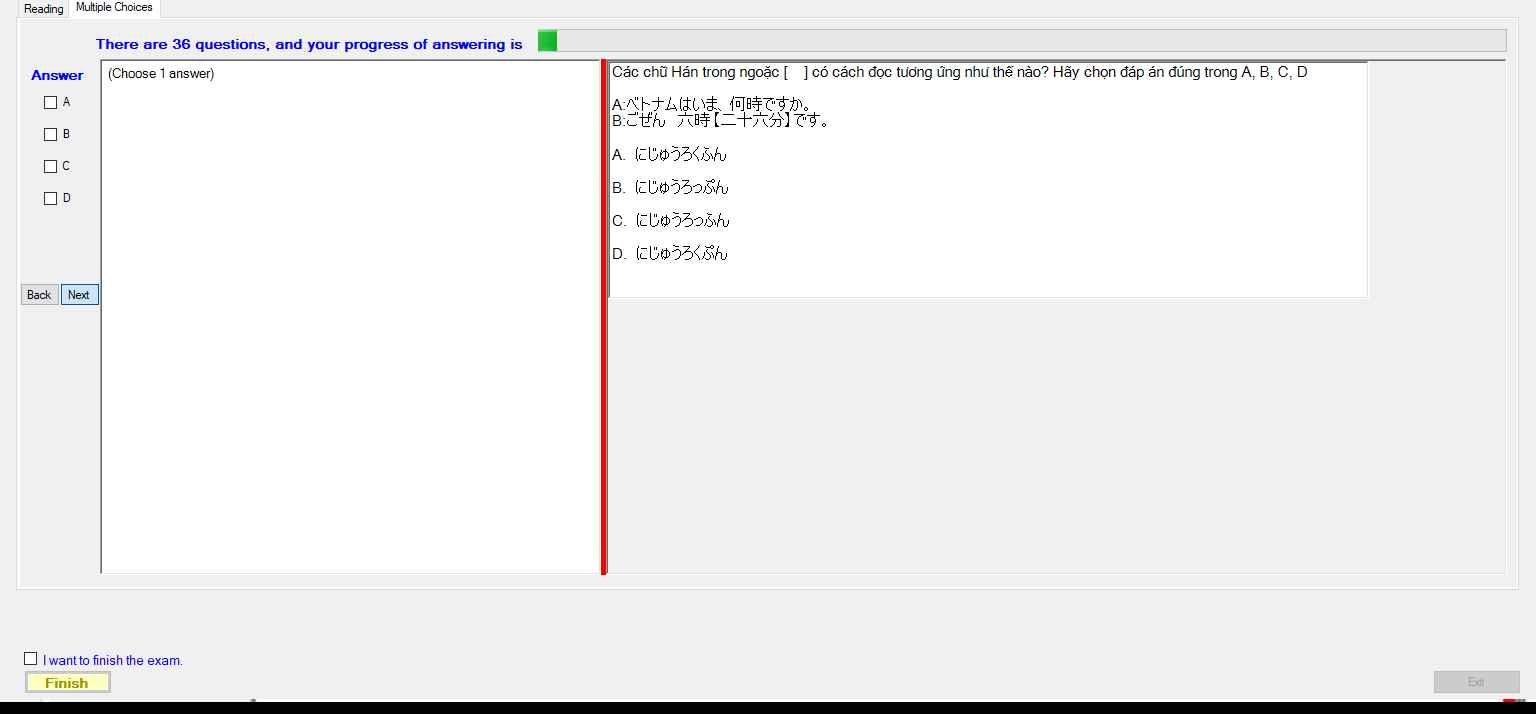 Reading Multiple Choices
There are 36 questions, and your progress of answering is
Answer
A
B
C
D
Back Next
(Choose 1 answer)
Các chữ Hán trong ngoặc [ ] có cách đọc tương ứng như thế nào? Hãy chọn đáp án đúng trong A, B, C, D
A:ベトナムはいま、何時ですか。
B:ごぜん　六時【二十六分】です。
A. にじゅうろくふん
B. にじゅうろっぷん
C. にじゅうろっふん
D. にじゅうろくぷん
I want to finish the exam.
Finish
Exit